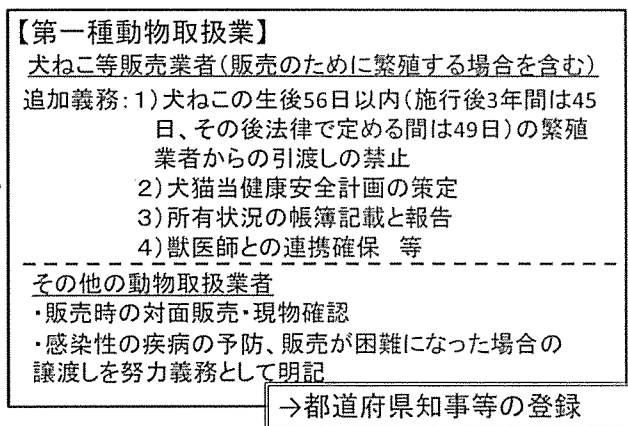 【第一種動物取扱業】
犬ねこ等販売業者(販売のために繁殖する場合を含む)
追加義務:1)犬ねこの生後56日以内(施行後3年間は45
日、その後法律で定める間は49日)の繁殖
業者からの引渡しの禁止
2)犬猫当健康安全計画の策定
3)所有状況の帳簿記載と報告
4)獣医師との連携確保 等
その他の動物取扱業者
・販売時の対面販売・現物確認
・感染性の疾病の予防、販売が困難になった場合の
譲渡しを努力義務として明記
→都道府県知事等の登録